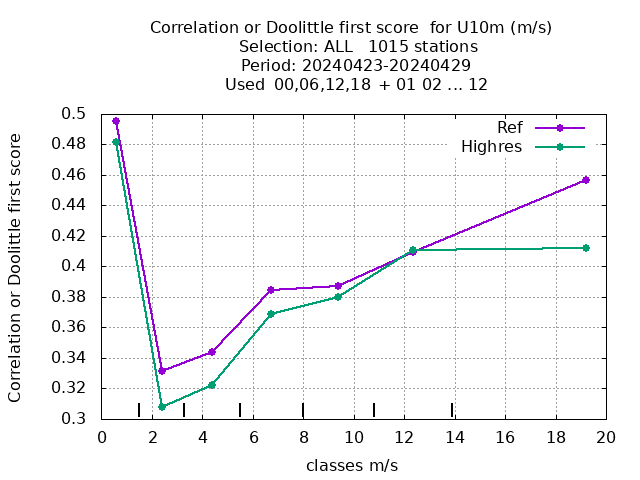 Correlation or Doolittle first score  for U10m (m/s)
Selection: ALL   1015 stations
Period: 20240423-20240429
Used  00,06,12,18  + 01 02 ... 12
Correlation or Doolittle first score
0.5
0.48
0.46
0.44
0.42
0.4
0.38
0.36
0.34
0.32
0.3
Ref
Highres
0 2 4 6 8 10 12 14 16 18 20
classes m/s